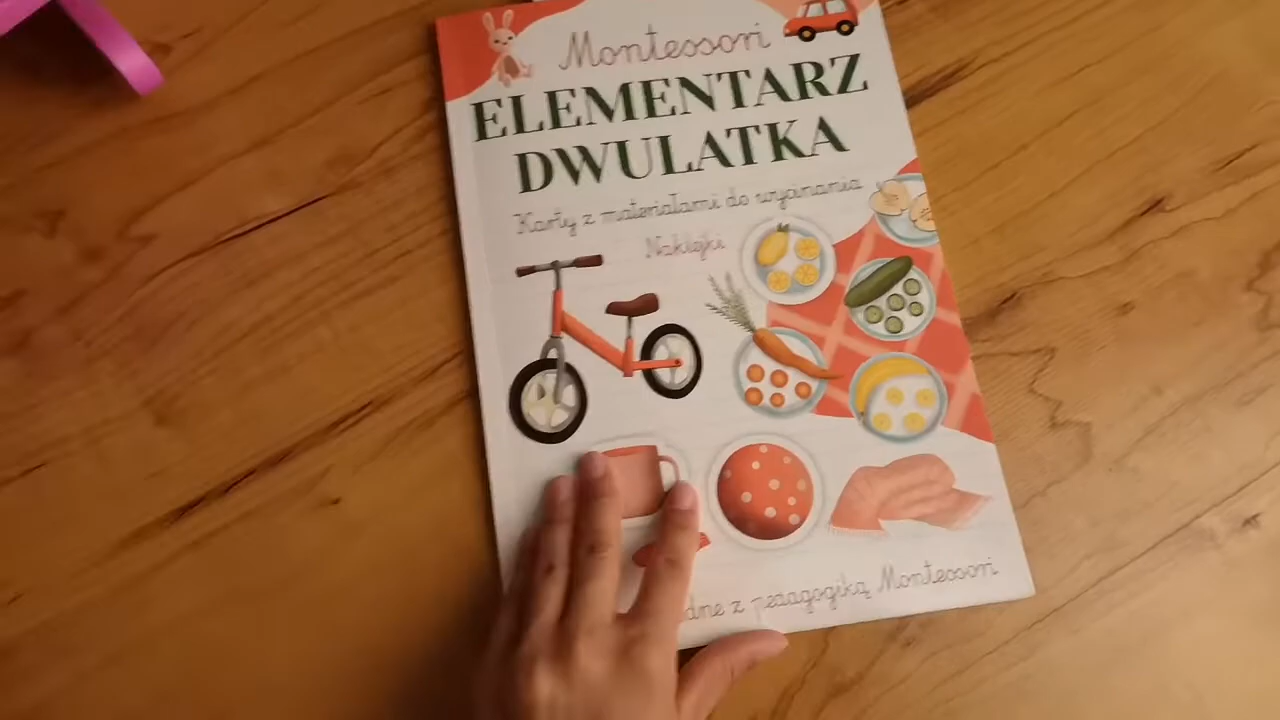 Montessori
ELEMENTARZ
DWULATKA
Karty z materiałami do wycinania
Naklejki
z pedagogiką Montessori